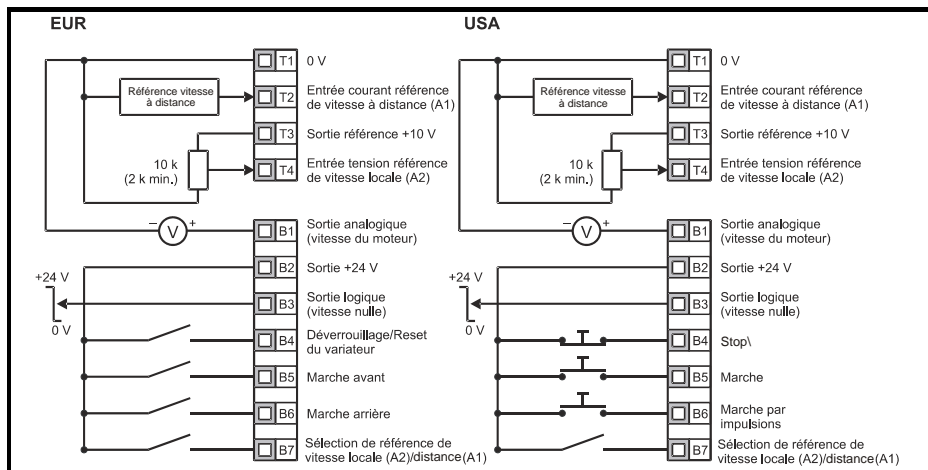 EUR
T1 0 V
Référence vitesse
à distance
T2 Entrée courant référence
de vitesse à distance (A1)
T3 Sortie référence +10 V
10 k
(2 k min.)
T4 Entrée tension référence
de vitesse locale (A2)
− V +
B1 Sortie analogique
(vitesse du moteur)
B2 Sortie +24 V
+24 V
0 V
B3 Sortie logique
(vitesse nulle)
B4 Déverrouillage/Reset
du variateur
B5 Marche avant
B6 Marche arrière
B7 Sélection de référence de
vitesse locale (A2)/distance(A1)
USA
T1 0 V
Référence vitesse
à distance
T2 Entrée courant référence
de vitesse à distance (A1)
T3 Sortie référence +10 V
10 k
(2 k min.)
T4 Entrée tension référence
de vitesse locale (A2)
− V +
B1 Sortie analogique
(vitesse du moteur)
B2 Sortie +24 V
+24 V
0 V
B3 Sortie logique
(vitesse nulle)
B4 Stop\
B5 Marche
B6 Marche par
impulsions
B7 Sélection de référence de
vitesse locale (A2)/distance(A1)